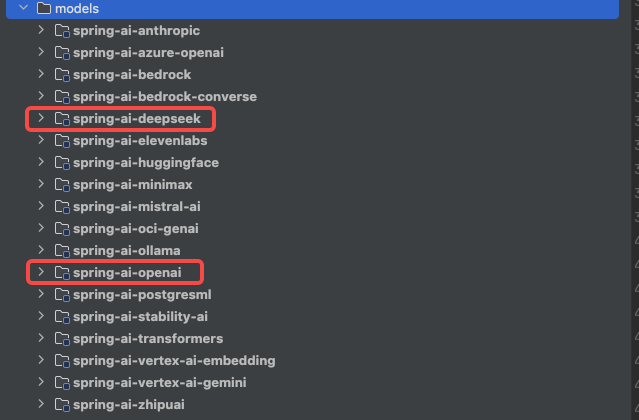 models
spring-ai-anthropic
spring-ai-azure-openai
spring-ai-bedrock
spring-ai-bedrock-converse
spring-ai-deepseek
spring-ai-elevenlabs
spring-ai-huggingface
spring-ai-minimax
spring-ai-mistral-ai
spring-ai-oci-genai
spring-ai-ollama
spring-ai-openai
spring-ai-postgresml
spring-ai-stability-ai
spring-ai-transformers
spring-ai-vertex-ai-embedding
spring-ai-vertex-ai-gemini
spring-ai-zhipuai